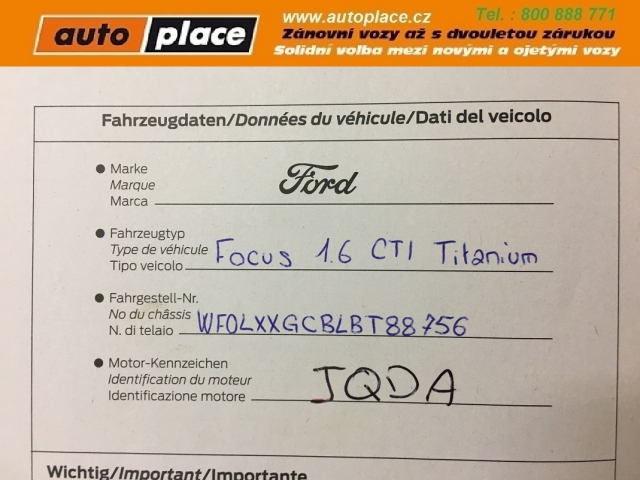 auto place
www.autoplace.cz
Tel. : 800 888 771
Zánovní vozy až s dvouletou zárukou
Solidní volba mezi novými a ojetými vozy
Fahrzeugdaten/Données du véhicule/Dati del veicolo
Marke
Marque
Marca
Ford
Fahrzeugtyp
Type de véhicule
Tipo veicolo
Focus 1.6 CTI Titanium
Fahrgestell-Nr.
No du châssis
N. di telaio
WF0LXXGCBLBT88756
Motor-Kennzeichen
Identification du moteur
Identificazione motore
JQDA
Wichtig/Important/Importante